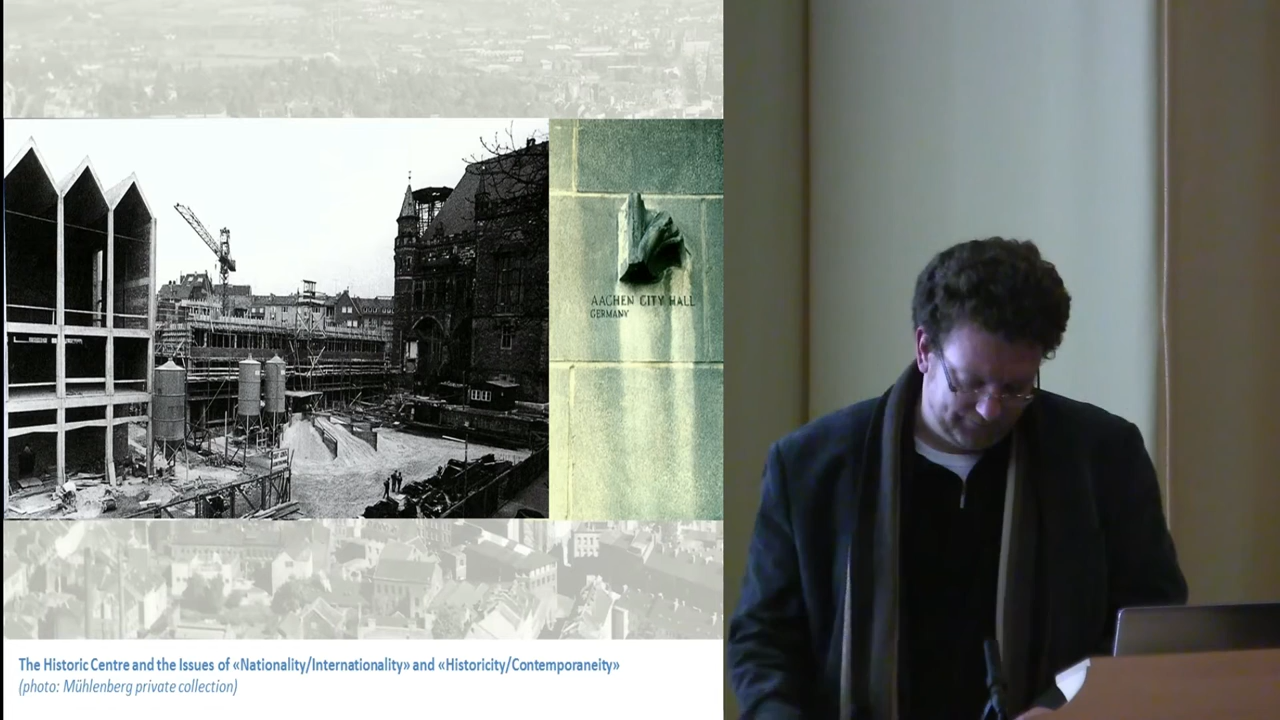 AACHEN CITY HALL
GERMANY
The Historic Centre and the Issues of «Nationality/Internationality» and «Historicity/Contemporaneity»
(photo: Mühlenberg private collection)